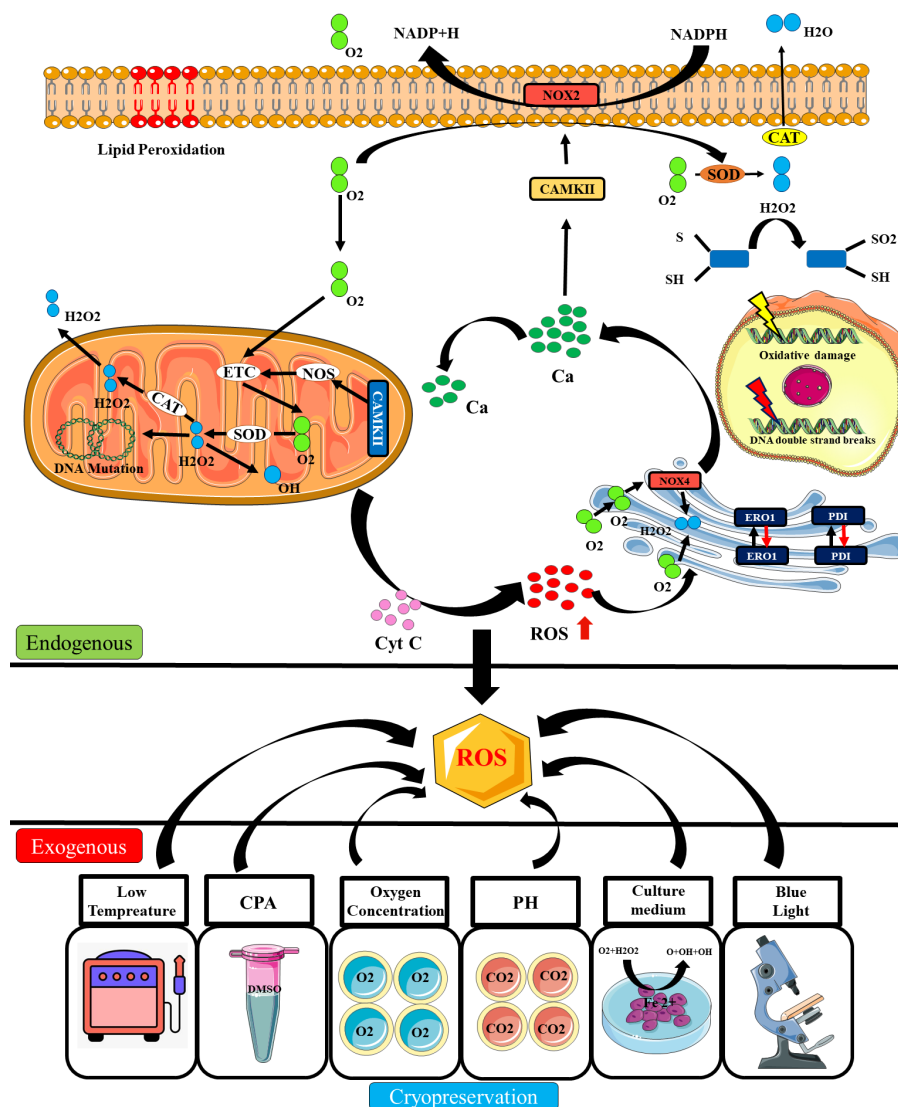 O2
NADP+H
NADPH
H2O
NOX2
Lipid Peroxidation
CAT
O2
CAMKII
O2
SOD
H2O2
S
SH
SO2
SH
O2
H2O2
ETC
NOS
CAMKII
H2O2
CAT
SOD
H2O2
O2
DNA Mutation
OH
Ca
Ca
Oxidative damage
DNA double strand breaks
NOX4
O2
O2
H2O2
O2
ERO1
ERO1
PDI
PDI
Cyt C
ROS
Endogenous
ROS
Exogenous
Low
Tempreature
CPA
Oxygen
Concentration
PH
Culture
medium
Blue
Light
DMSO
O2
O2
O2
O2
CO2
CO2
CO2
CO2
O2+H2O2
O+OH+OH
Fe 2+
Cryopreservation